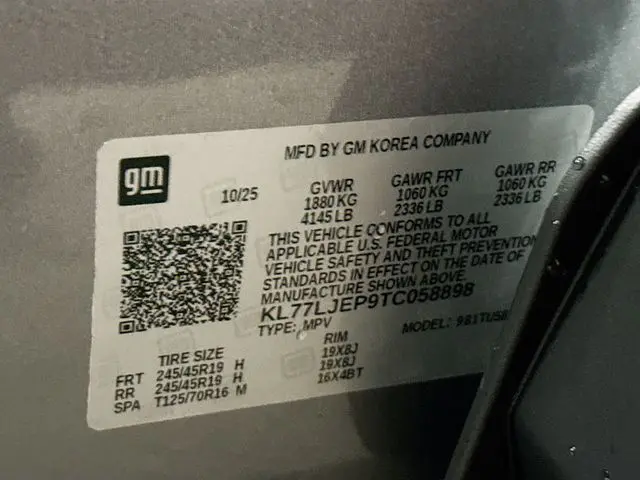 MFD BY GM KOREA COMPANY
gm
10/25
GVWR GAWR FRT GAWR RR
1880 KG 1060 KG 1060 KG
4145 LB 2336 LB 2336 LB
THIS VEHICLE CONFORMS TO ALL
APPLICABLE U.S. FEDERAL MOTOR
VEHICLE SAFETY AND THEFT PREVENTION
STANDARDS IN EFFECT ON THE DATE OF
MANUFACTURE SHOWN ABOVE.
KL77LJEP9TC058898
TYPE: MPV MODEL:
TIRE SIZE RIM
FRT 245/45R19 H 19X8J
RR 245/45R19 H 19X8J
SPA T125/70R16 M 16X4BT